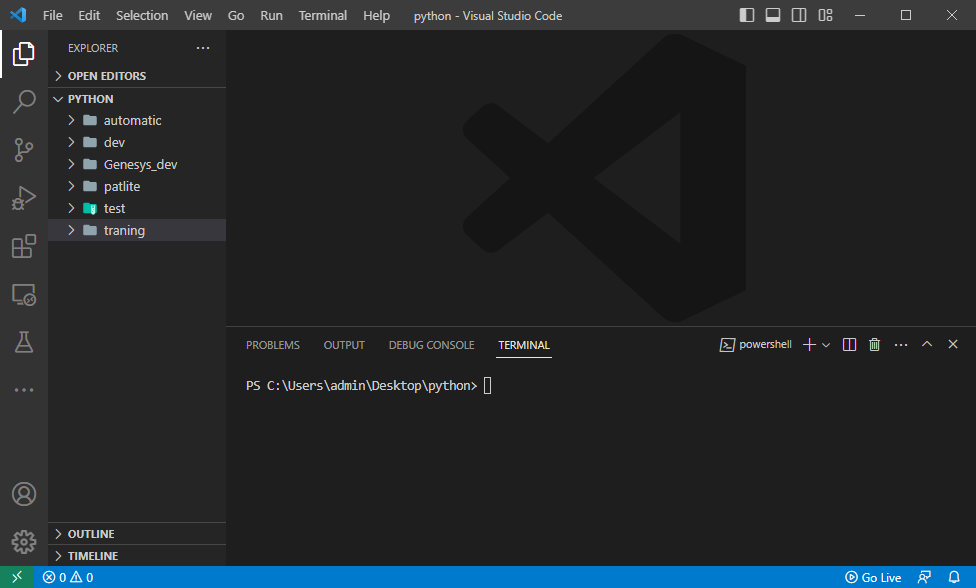 File Edit Selection View Go Run Terminal Help python - Visual Studio Code
EXPLORER
OPEN EDITORS
PYTHON
automatic
dev
Genesys_dev
patlite
test
traning
OUTLINE
TIMELINE
PROBLEMS OUTPUT DEBUG CONSOLE TERMINAL powershell
PS C:\Users\admin\Desktop\python>
0 0 Go Live